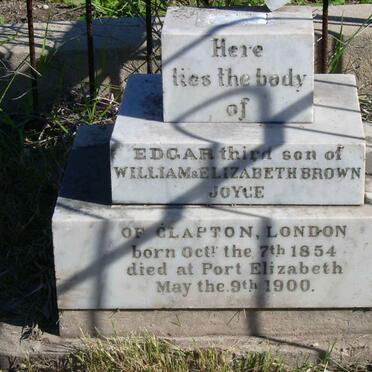 Here
lies the body
of
EDGAR third son of
WILLIAM & ELIZABETH BROWN
JOYCE
OF CLAPTON, LONDON
born Octr the 7th 1854
died at Port Elizabeth
May the 9th 1900.